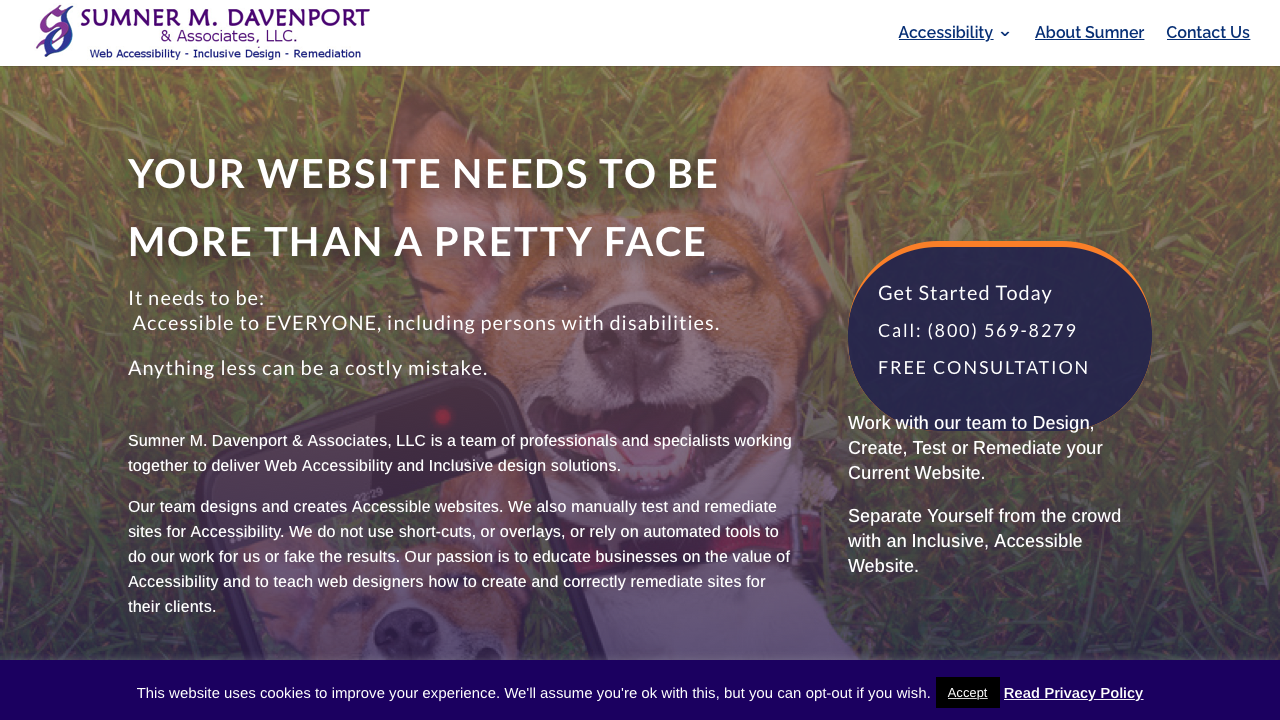 SUMNER M. DAVENPORT
& Associates, LLC.
Web Accessibility - Inclusive Design - Remediation
Accessibility
About Sumner
Contact Us
YOUR WEBSITE NEEDS TO BE
MORE THAN A PRETTY FACE
It needs to be:
Accessible to EVERYONE, including persons with disabilities.
Anything less can be a costly mistake.
Sumner M. Davenport & Associates, LLC is a team of professionals and specialists working
together to deliver Web Accessibility and Inclusive design solutions.
Our team designs and creates Accessible websites. We also manually test and remediate
sites for Accessibility. We do not use short-cuts, or overlays, or rely on automated tools to
do our work for us or fake the results. Our passion is to educate businesses on the value of
Accessibility and to teach web designers how to create and correctly remediate sites for
their clients.
Get Started Today
Call: (800) 569-8279
FREE CONSULTATION
Work with our team to Design,
Create, Test or Remediate your
Current Website.
Separate Yourself from the crowd
with an Inclusive, Accessible
Website.
22:29
This website uses cookies to improve your experience. We'll assume you're ok with this, but you can opt-out if you wish. Accept Read Privacy Policy